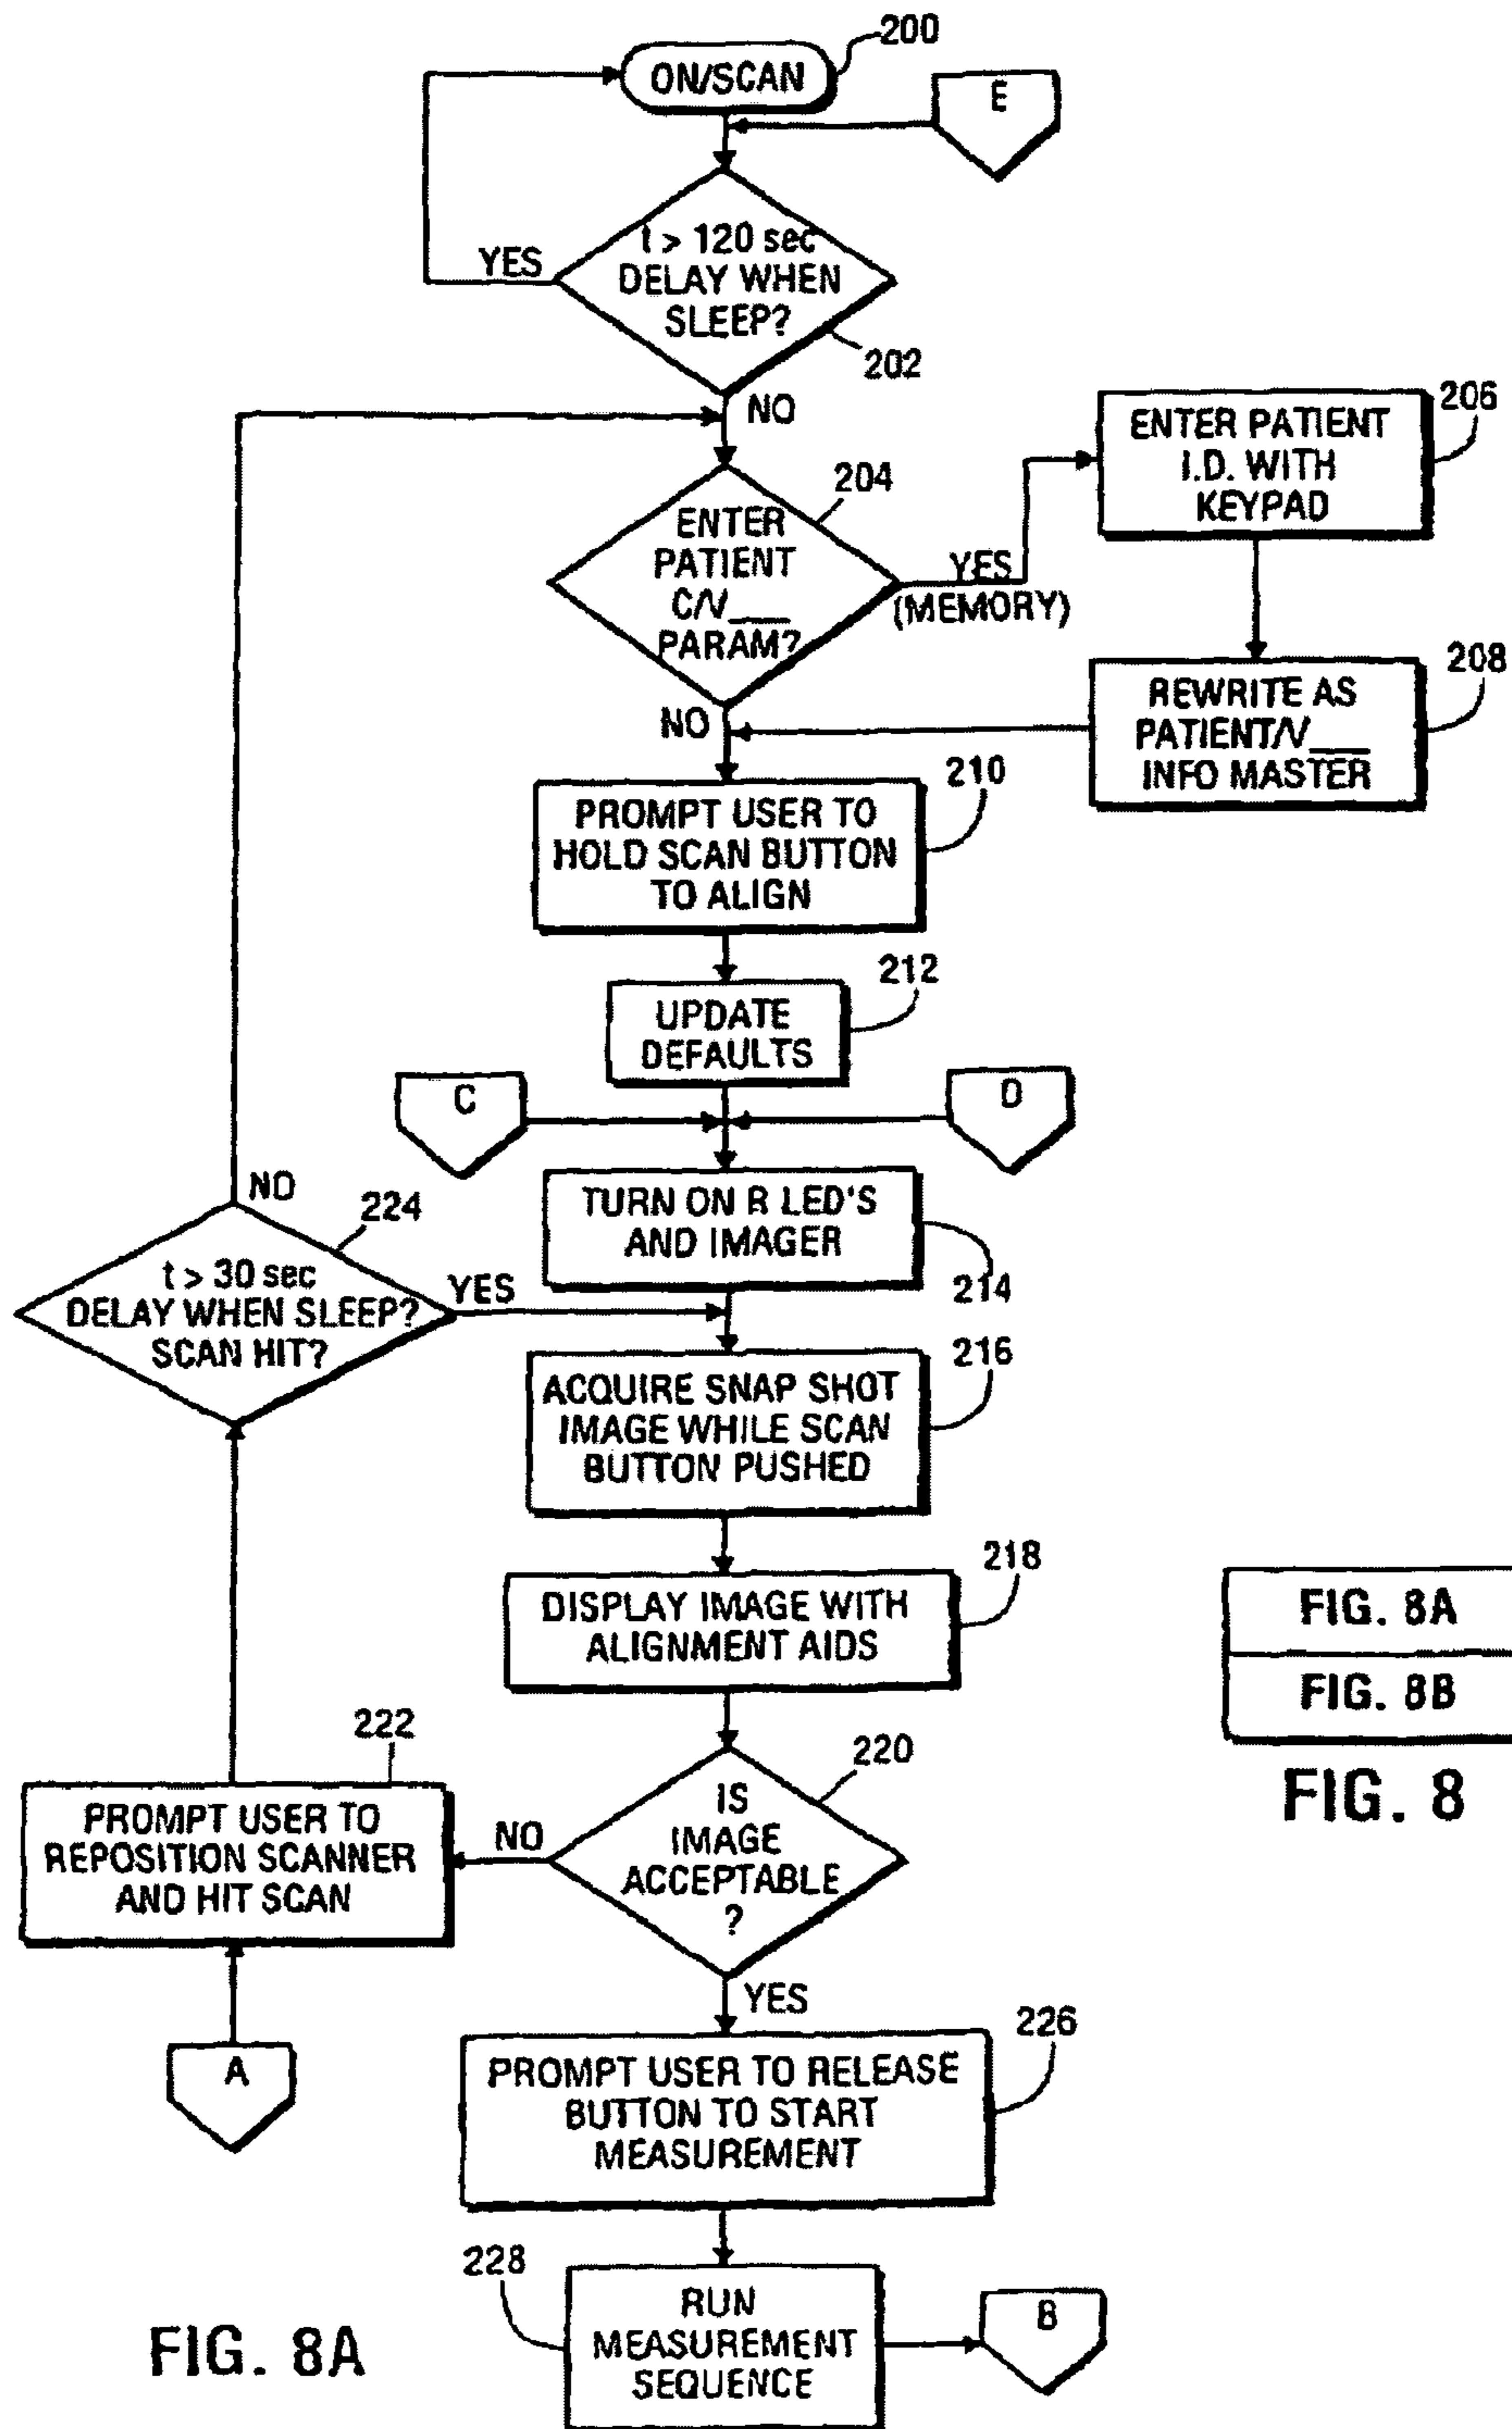 200
ON/SCAN
E
t > 120 sec
DELAY WHEN
SLEEP?
YES
202
NO
204
ENTER
PATIENT
C/V___
PARAM?
YES
(MEMORY)
206
ENTER PATIENT
I.D. WITH
KEYPAD
208
REWRITE AS
PATIENT/V___
INFO MASTER
NO
210
PROMPT USER TO
HOLD SCAN BUTTON
TO ALIGN
212
UPDATE
DEFAULTS
C
D
TURN ON R LED'S
AND IMAGER
214
NO
224
t > 30 sec
DELAY WHEN SLEEP?
SCAN HIT?
YES
216
ACQUIRE SNAP SHOT
IMAGE WHILE SCAN
BUTTON PUSHED
218
DISPLAY IMAGE WITH
ALIGNMENT AIDS
220
IS
IMAGE
ACCEPTABLE
?
NO
222
PROMPT USER TO
REPOSITION SCANNER
AND HIT SCAN
A
YES
226
PROMPT USER TO RELEASE
BUTTON TO START
MEASUREMENT
228
RUN
MEASUREMENT
SEQUENCE
B
FIG. 8A
FIG. 8A
FIG. 8B
FIG. 8